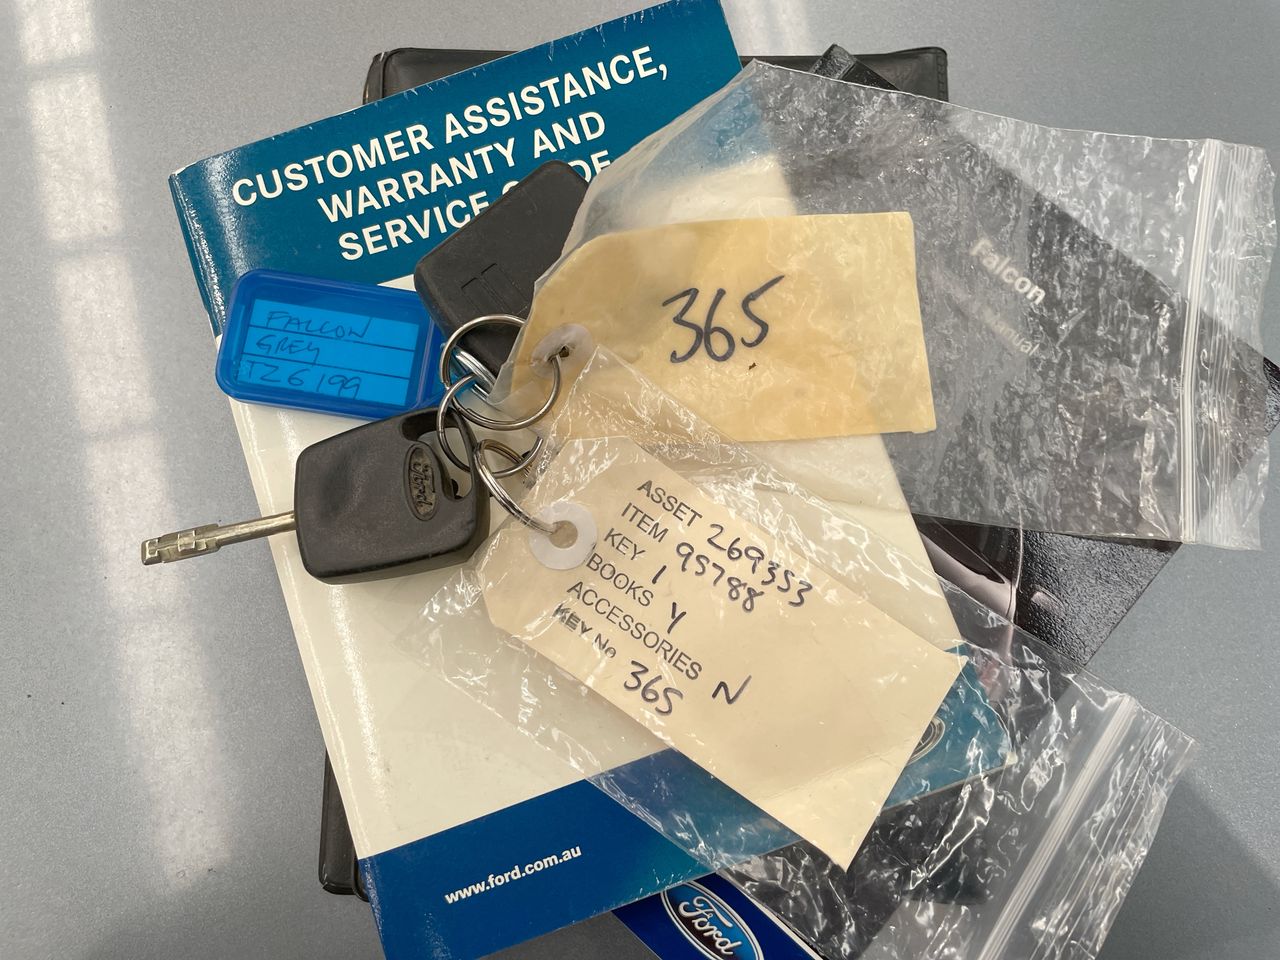 CUSTOMER ASSISTANCE,
WARRANTY AND
SERVICE
FALCON
GREY
TZ6199
365
Falcon
Manual
Ford
ASSET 269353
ITEM 95788
KEY 1
BOOKS Y
ACCESSORIES N
KEY No 365
www.ford.com.au
Ford